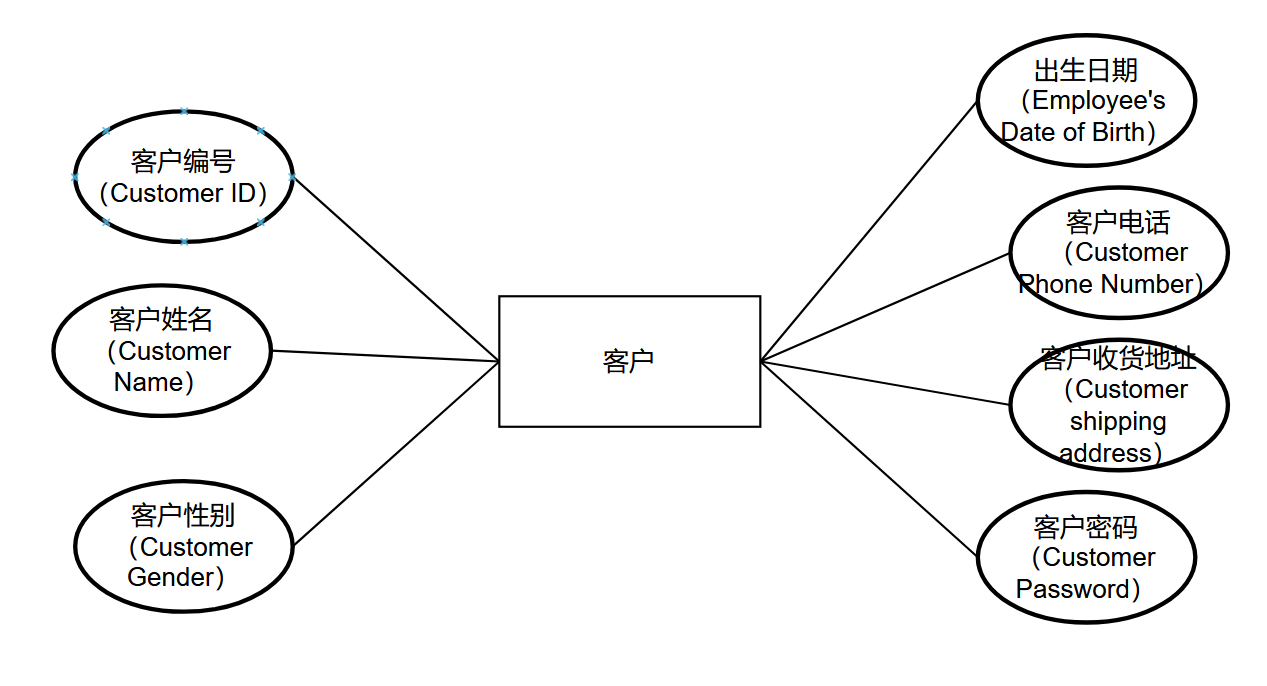 客户编号
（Customer ID）
客户姓名
（Customer
Name）
客户性别
（Customer
Gender）
客户
出生日期
（Employee's
Date of Birth）
客户电话
（Customer
Phone Number）
客户收货地址
（Customer
shipping
address）
客户密码
（Customer
Password）